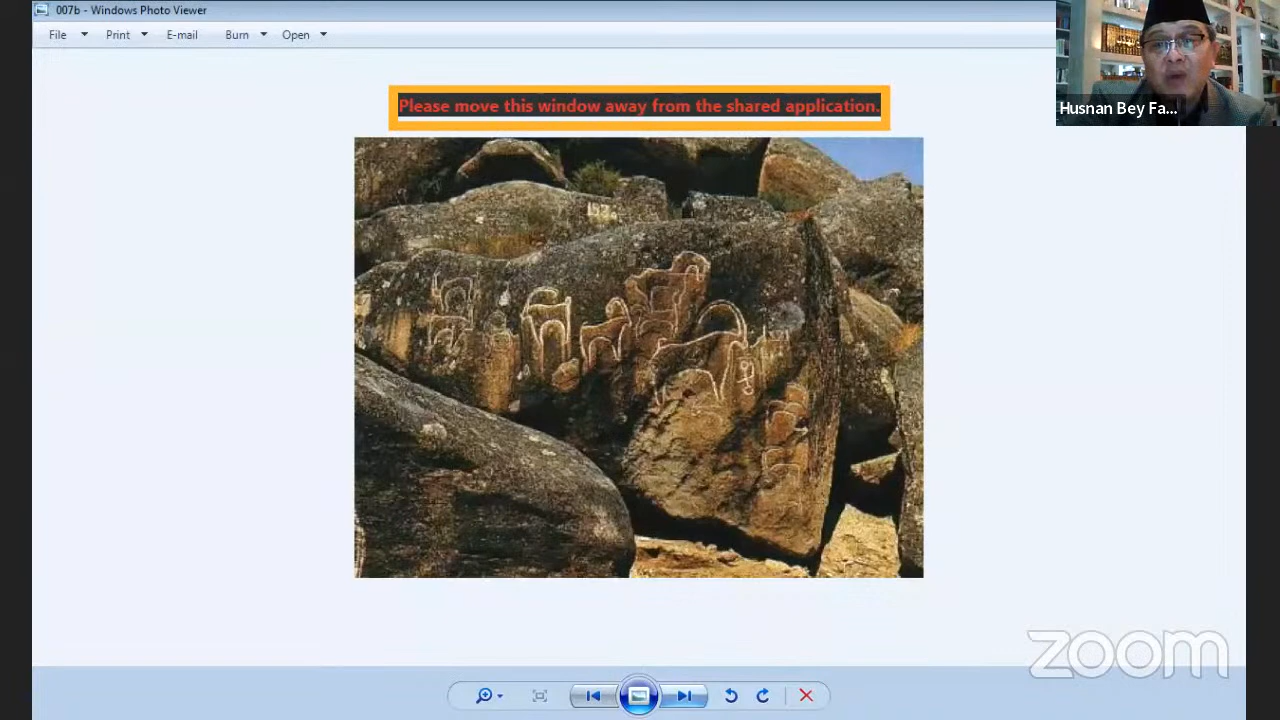 007b - Windows Photo Viewer
File Print E-mail Burn Open
Please move this window away from the shared application.
Husnan Bey Fa...
zoom